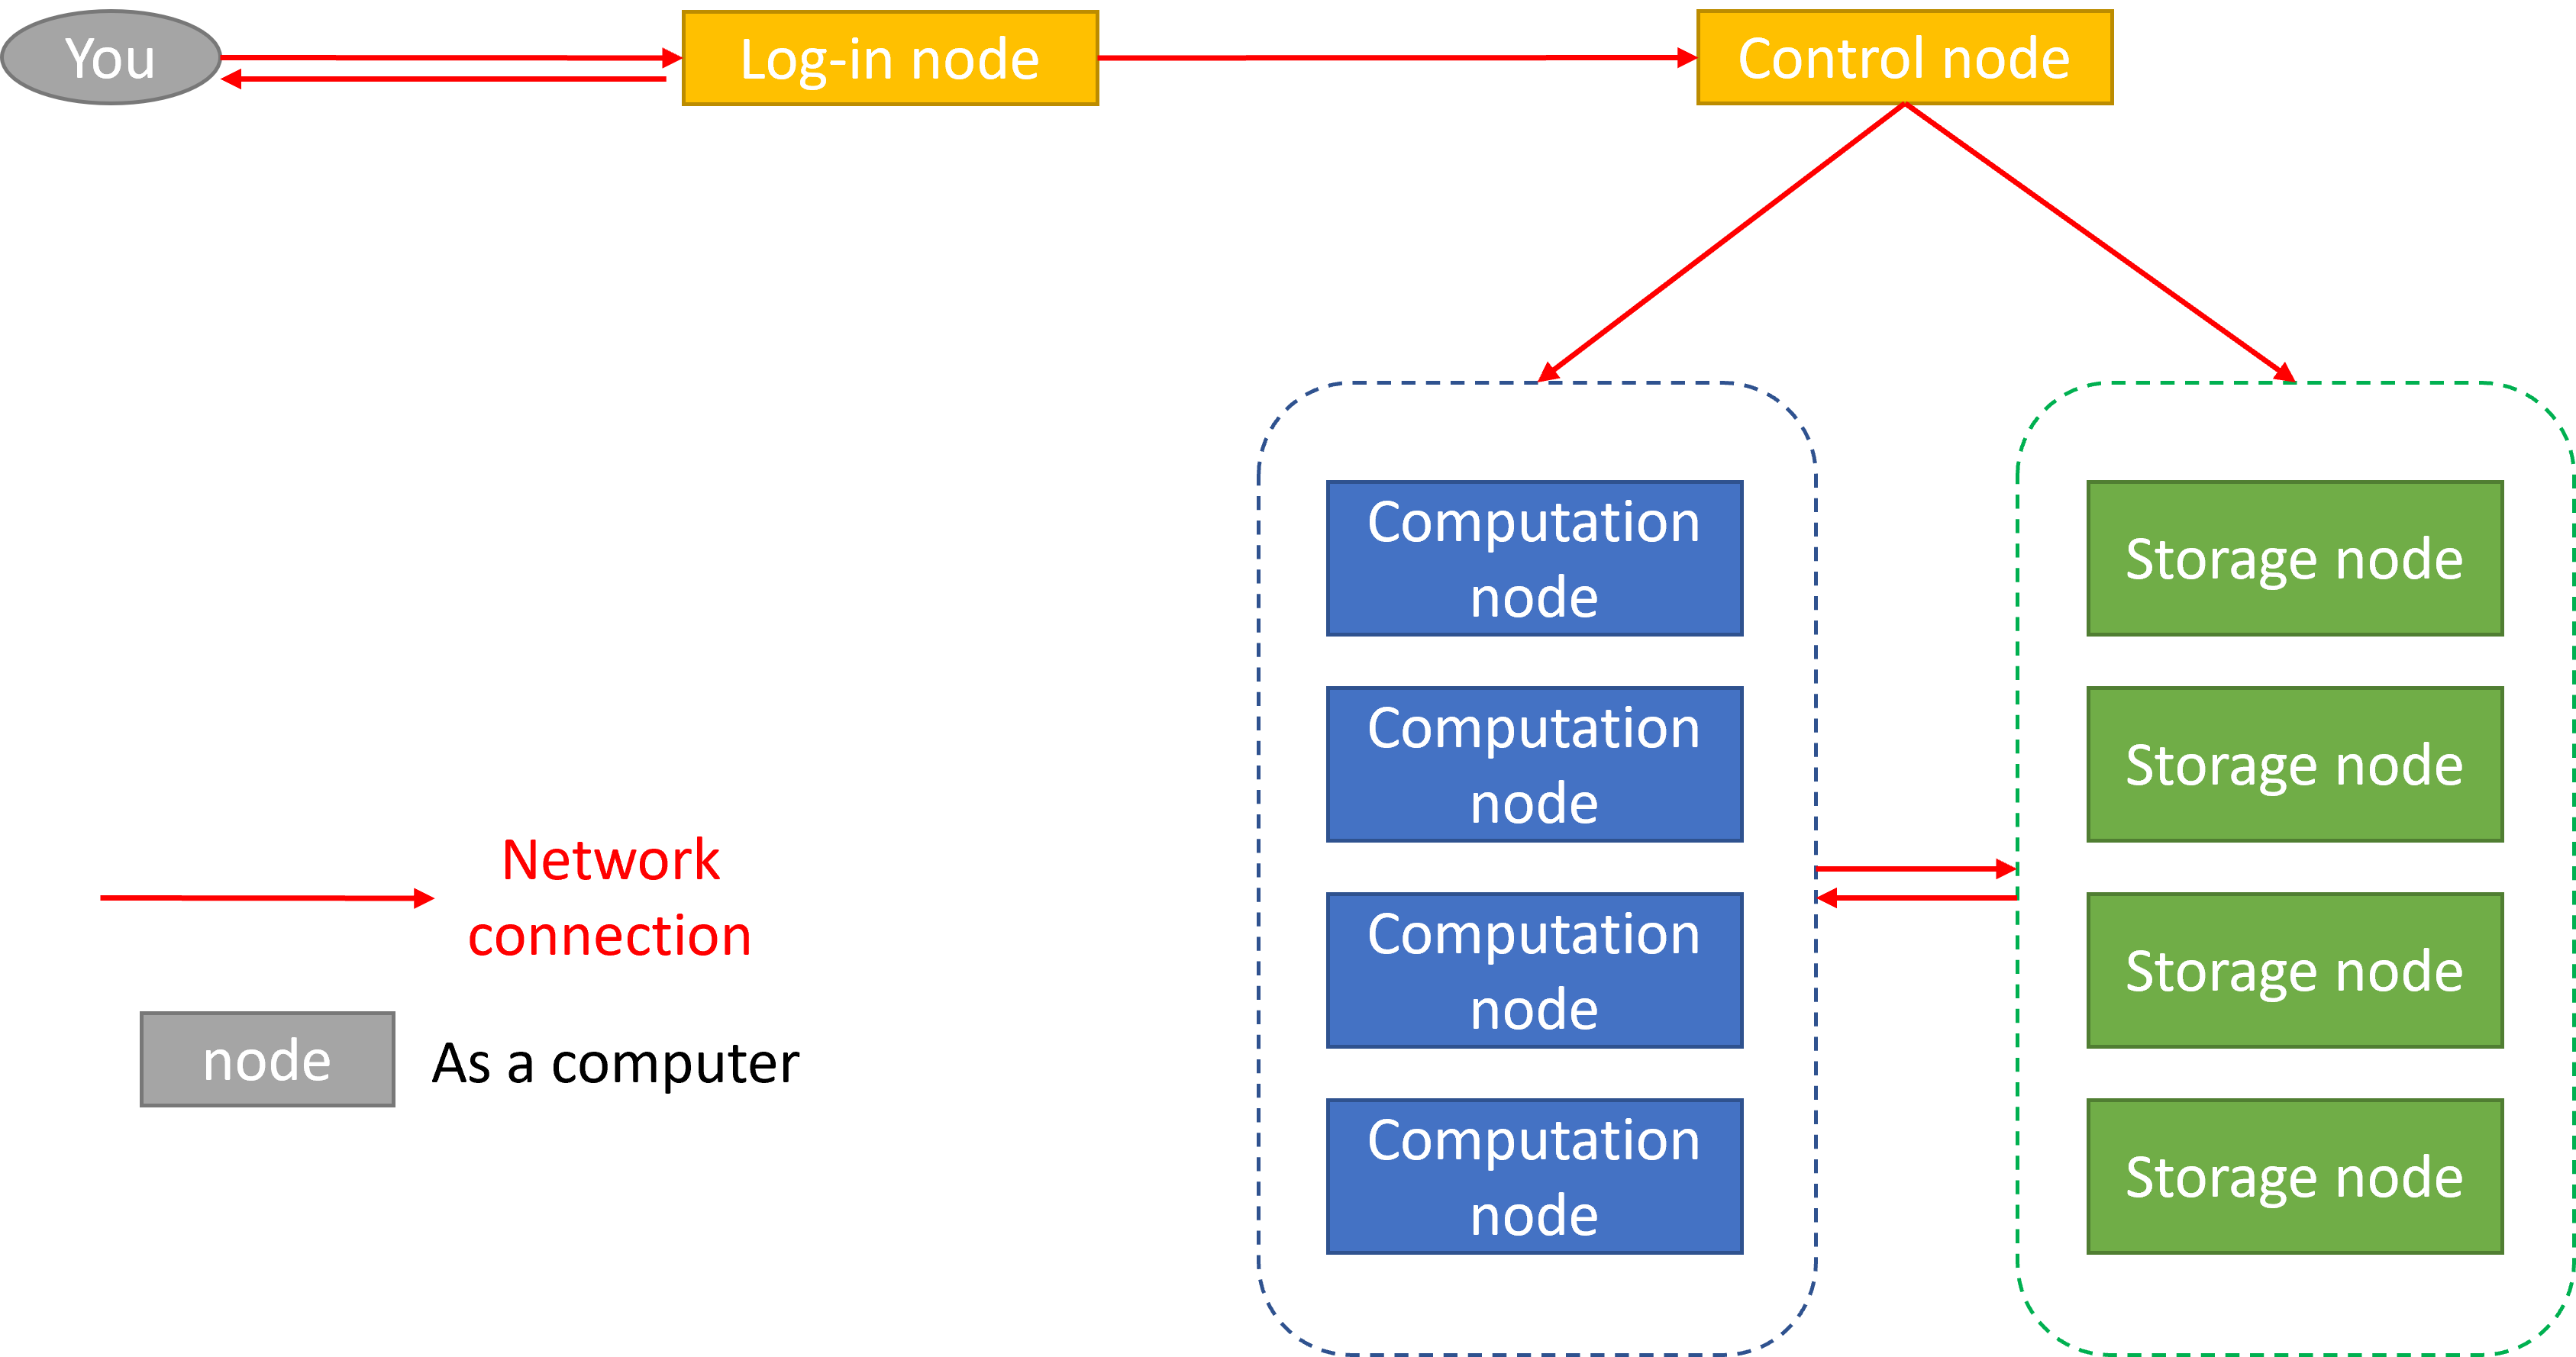 You
Log-in node
Control node
Computation
node
Storage node
Computation
node
Storage node
Computation
node
Storage node
Computation
node
Storage node
Network
connection
node
As a computer